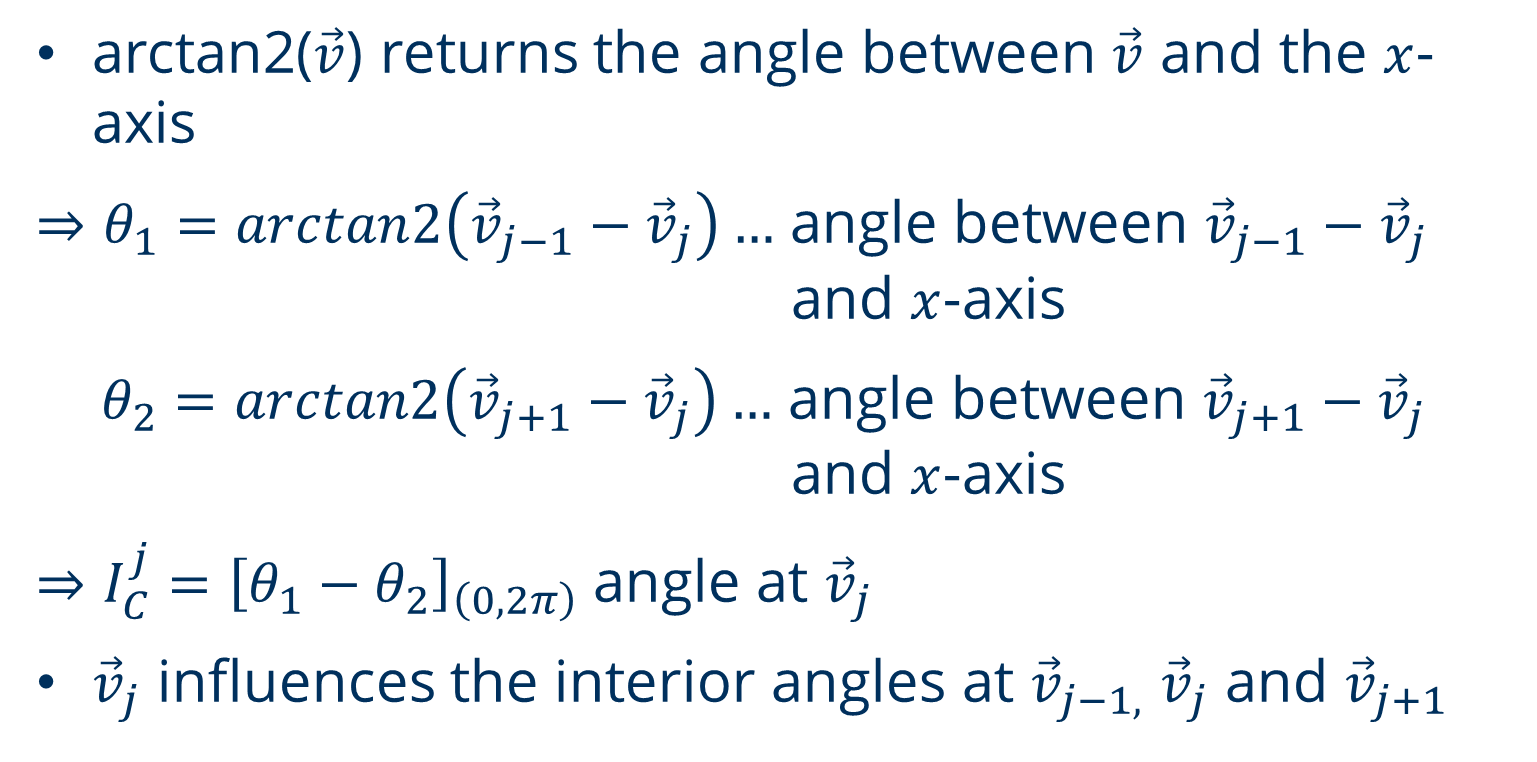 • arctan2(v⃗) returns the angle between v⃗ and the x-
axis
⇒ θ₁ = arctan2(v⃗ⱼ₋₁ − v⃗ⱼ) … angle between v⃗ⱼ₋₁ − v⃗ⱼ
and x-axis
θ₂ = arctan2(v⃗ⱼ₊₁ − v⃗ⱼ) … angle between v⃗ⱼ₊₁ − v⃗ⱼ
and x-axis
⇒ I_C^j = [θ₁ − θ₂]_(0,2π) angle at v⃗ⱼ
• v⃗ⱼ influences the interior angles at v⃗ⱼ₋₁, v⃗ⱼ and v⃗ⱼ₊₁